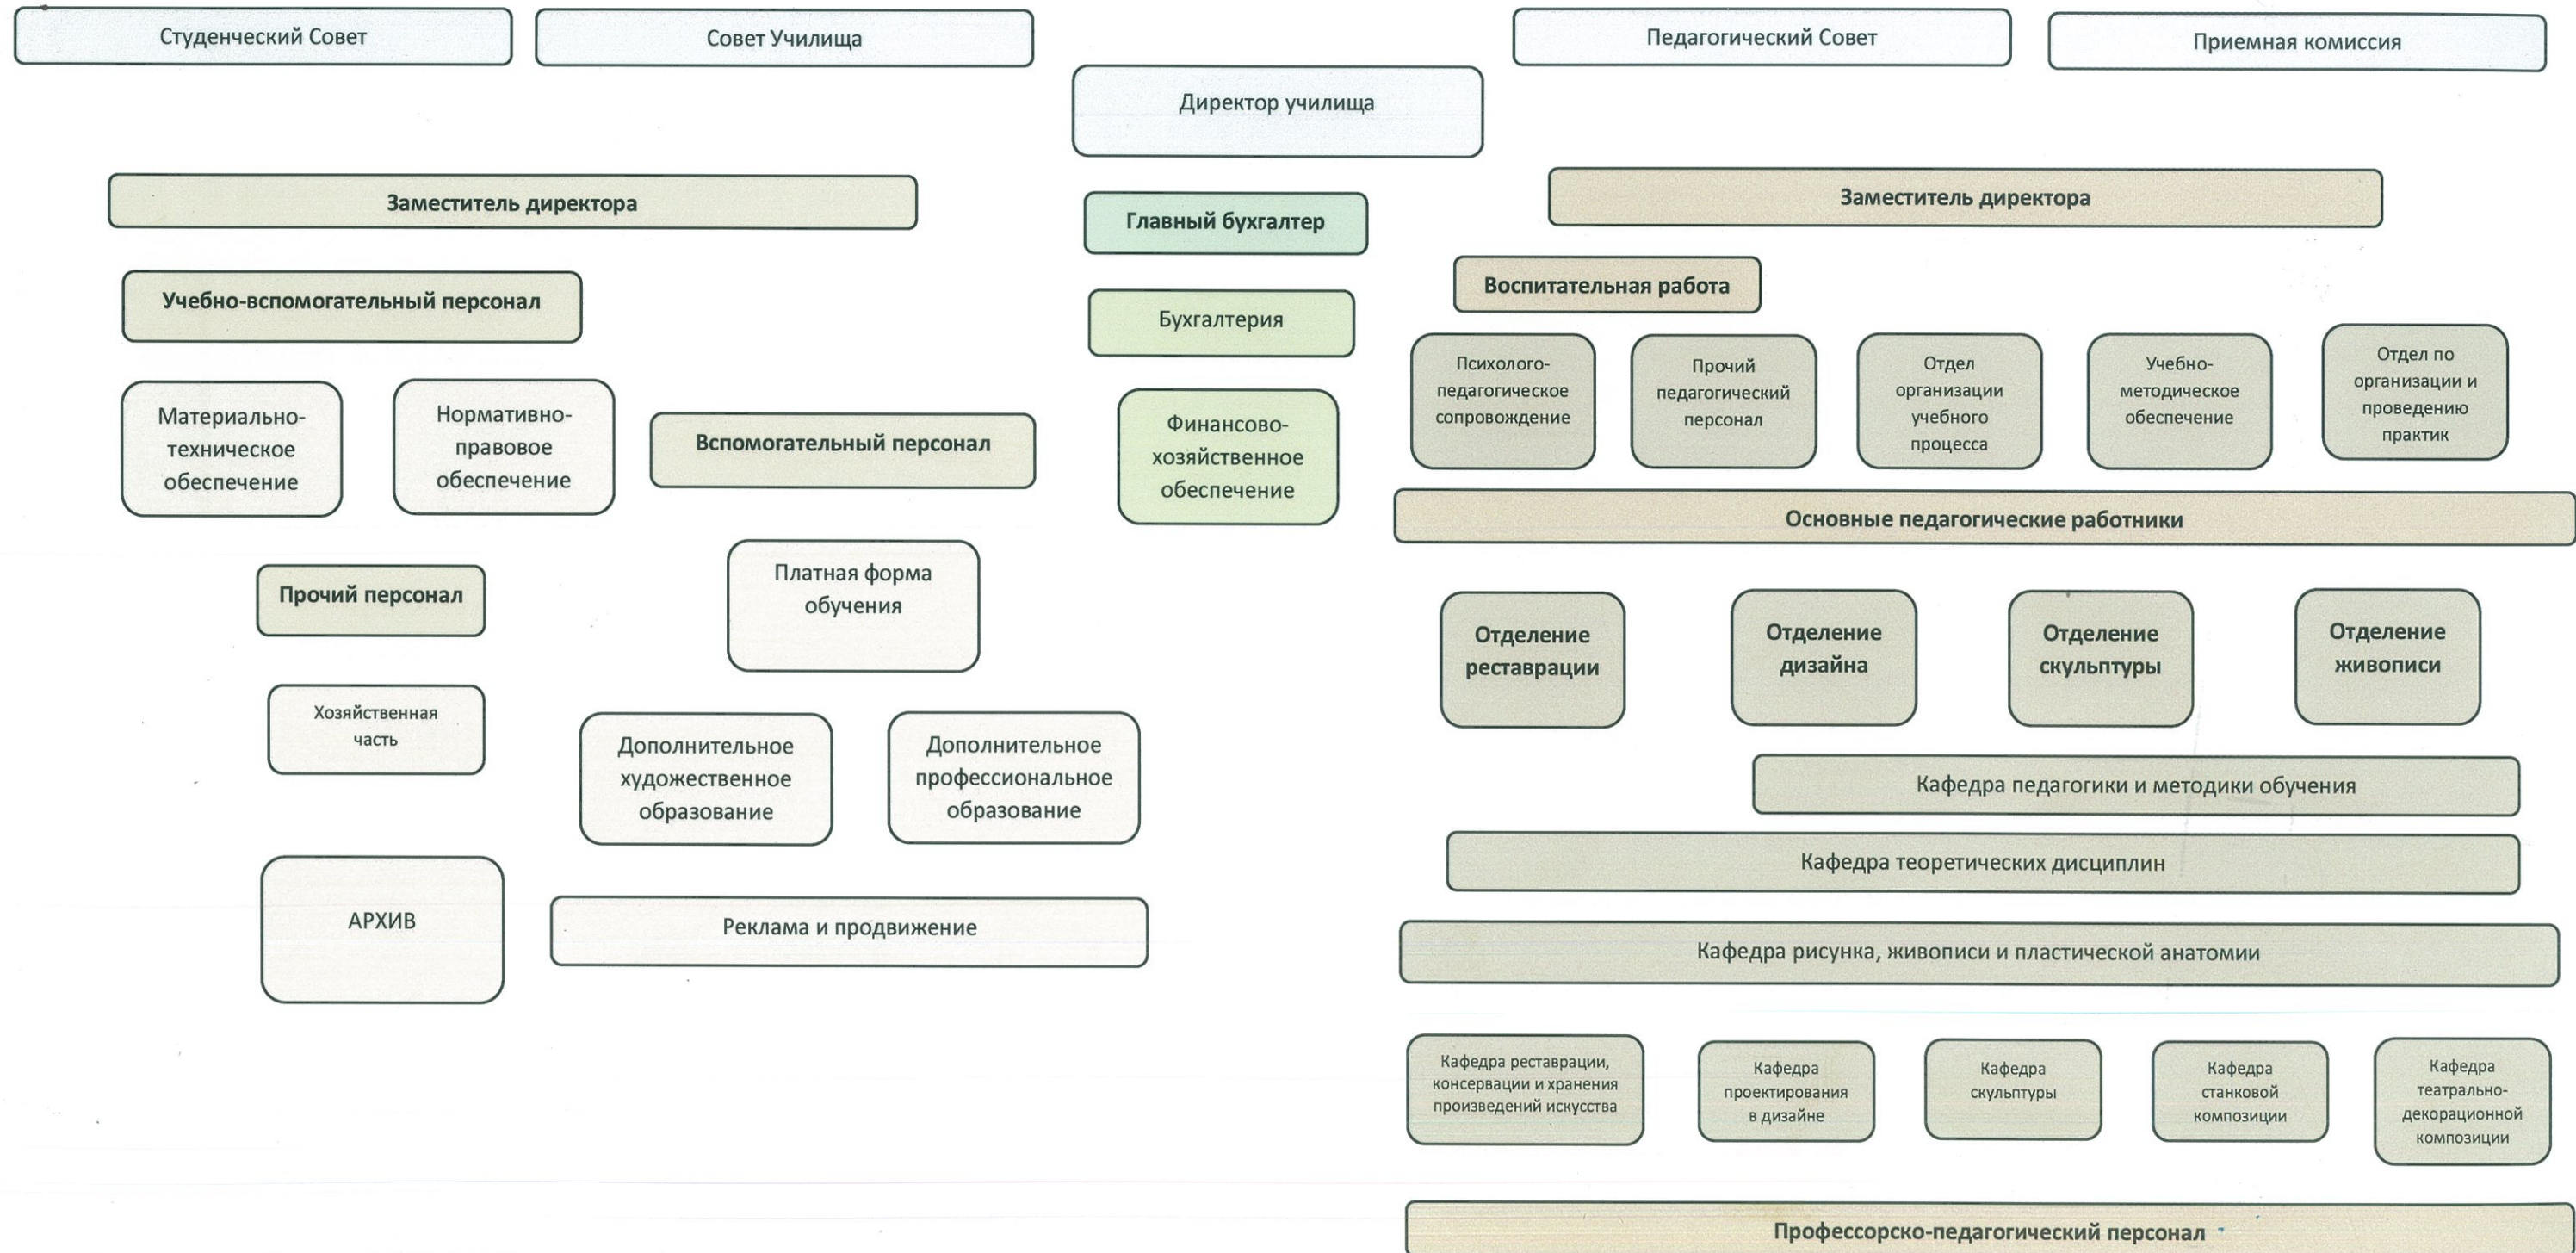 Студенческий Совет
Совет Училища
Педагогический Совет
Приемная комиссия
Директор училища
Заместитель директора
Главный бухгалтер
Заместитель директора
Учебно-вспомогательный персонал
Бухгалтерия
Воспитательная работа
Материально-
техническое
обеспечение
Нормативно-
правовое
обеспечение
Вспомогательный персонал
Финансово-
хозяйственное
обеспечение
Психолого-
педагогическое
сопровождение
Прочий
педагогический
персонал
Отдел
организации
учебного
процесса
Учебно-
методическое
обеспечение
Отдел по
организации и
проведению
практик
Основные педагогические работники
Прочий персонал
Платная форма
обучения
Отделение
реставрации
Отделение
дизайна
Отделение
скульптуры
Отделение
живописи
Хозяйственная
часть
Дополнительное
художественное
образование
Дополнительное
профессиональное
образование
Кафедра педагогики и методики обучения
Кафедра теоретических дисциплин
АРХИВ
Реклама и продвижение
Кафедра рисунка, живописи и пластической анатомии
Кафедра реставрации,
консервации и хранения
произведений искусства
Кафедра
проектирования
в дизайне
Кафедра
скульптуры
Кафедра
станковой
композиции
Кафедра
театрально-
декорационной
композиции
Профессорско-педагогический персонал